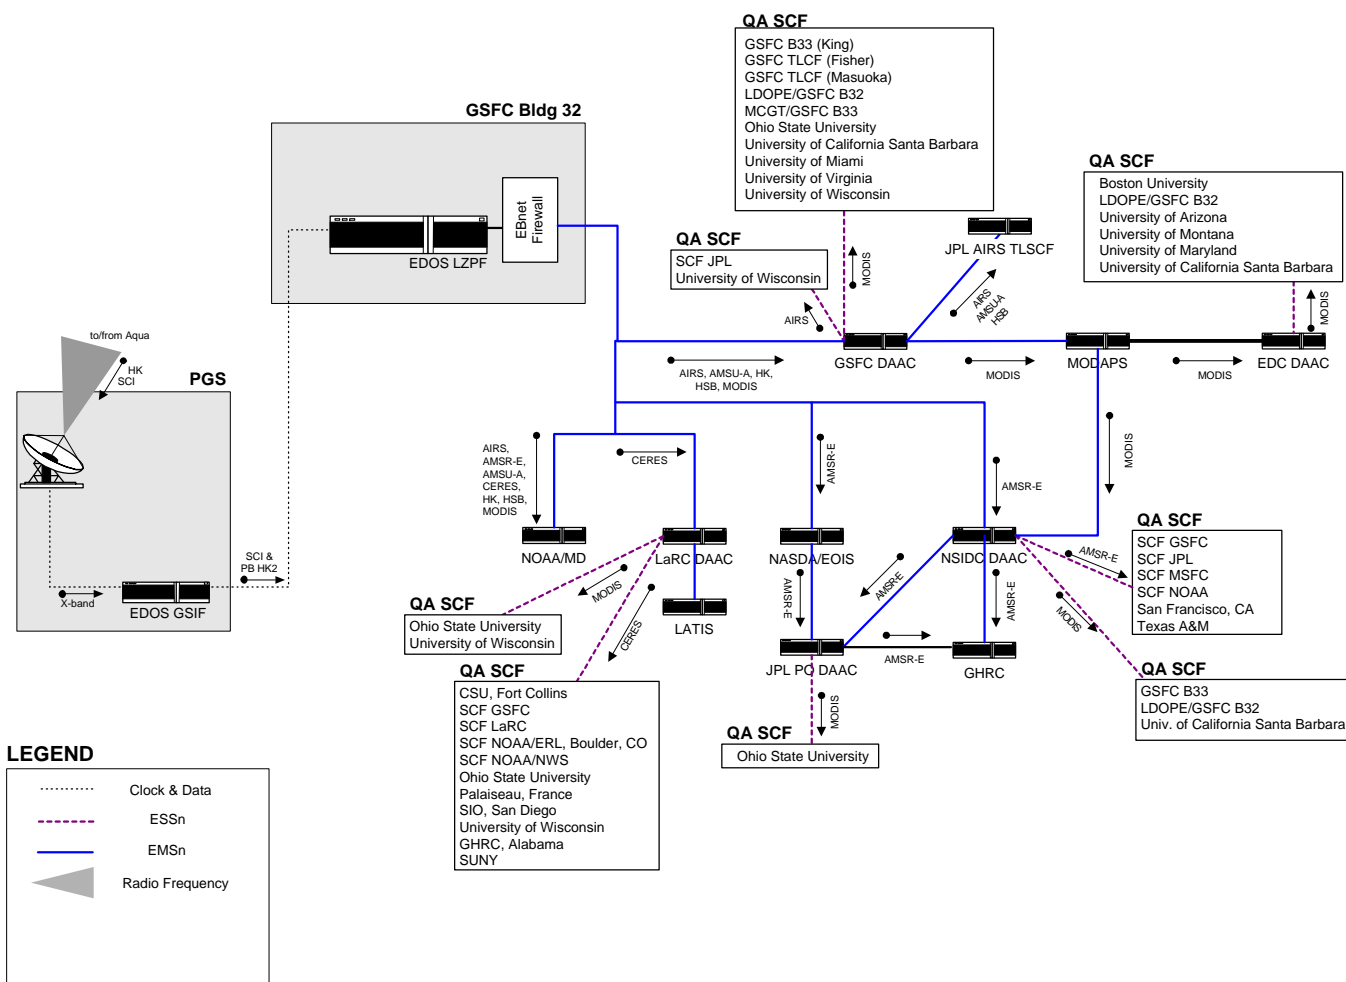 QA SCF
GSFC B33 (King)
GSFC TLCF (Fisher)
GSFC TLCF (Masuoka)
LDOPE/GSFC B32
MCGT/GSFC B33
Ohio State University
University of California Santa Barbara
University of Miami
University of Virginia
University of Wisconsin
GSFC Bldg 32
EBnet
Firewall
EDOS LZPF
QA SCF
Boston University
LDOPE/GSFC B32
University of Arizona
University of Montana
University of Maryland
University of California Santa Barbara
QA SCF
SCF JPL
University of Wisconsin
MODIS
JPL AIRS TLSCF
AIRS
AMSU-A
HSB
AIRS
MODIS
GSFC DAAC
MODAPS
EDC DAAC
AIRS, AMSU-A, HK,
HSB, MODIS
MODIS
MODIS
to/from Aqua
HK
SCI
PGS
SCI &
PB HK2
X-band
EDOS GSIF
AIRS,
AMSR-E,
AMSU-A,
CERES,
HK, HSB,
MODIS
CERES
AMSR-E
AMSR-E
MODIS
NOAA/MD
LaRC DAAC
NASDA/EOIS
NSIDC DAAC
QA SCF
SCF GSFC
SCF JPL
SCF MSFC
SCF NOAA
San Francisco, CA
Texas A&M
AMSR-E
MODIS
MODIS
CERES
LATIS
AMSR-E
AMSR-E
AMSR-E
AMSR-E
JPL PO DAAC
GHRC
QA SCF
Ohio State University
University of Wisconsin
QA SCF
CSU, Fort Collins
SCF GSFC
SCF LaRC
SCF NOAA/ERL, Boulder, CO
SCF NOAA/NWS
Ohio State University
Palaiseau, France
SIO, San Diego
University of Wisconsin
GHRC, Alabama
SUNY
MODIS
QA SCF
Ohio State University
QA SCF
GSFC B33
LDOPE/GSFC B32
Univ. of California Santa Barbara
LEGEND
Clock & Data
ESSn
EMSn
Radio Frequency